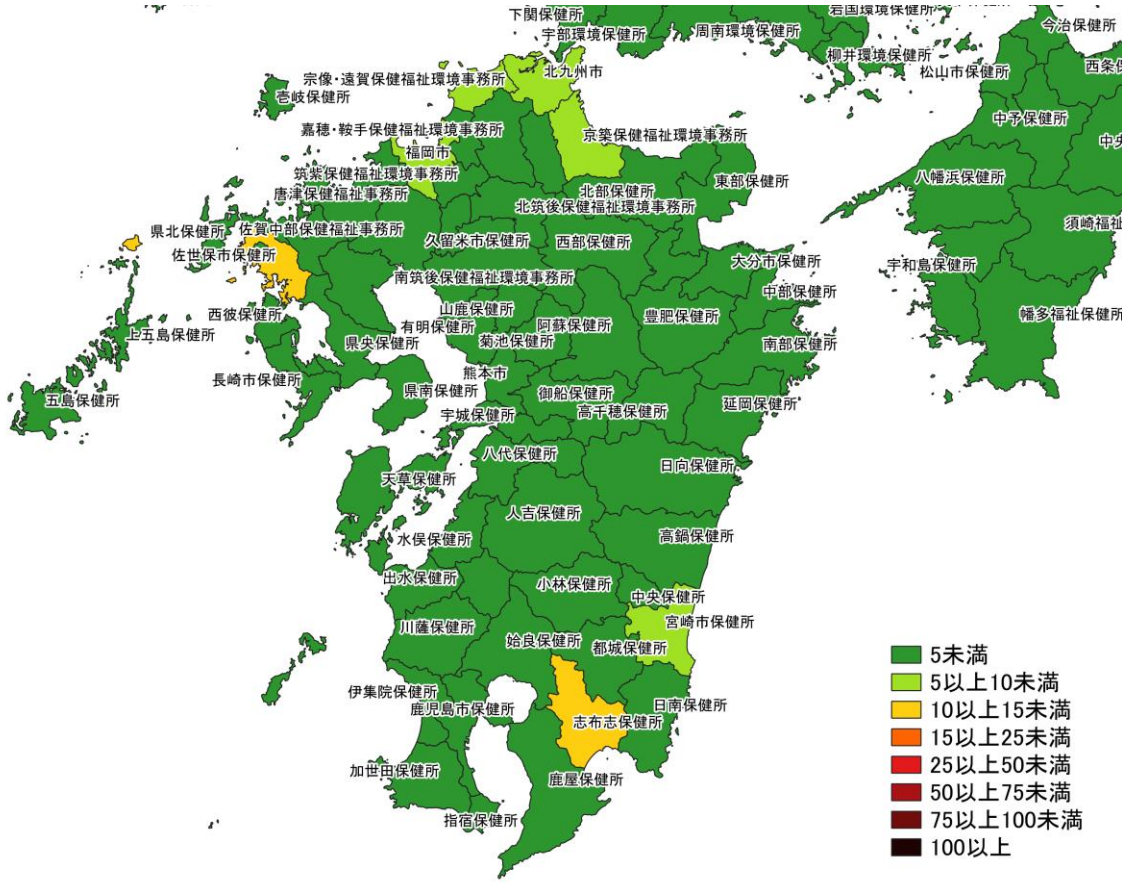 下関保健所
岩国環境保健所
宇部環境保健所
周南環境保健所
今治保健所
柳井環境保健所
松山市保健所
西条保
北九州市
宗像・遠賀保健福祉環境事務所
壱岐保健所
中予保健所
嘉穂・鞍手保健福祉環境事務所
京築保健福祉環境事務所
中央
福岡市
筑紫保健福祉環境事務所
八幡浜保健所
東部保健所
唐津保健福祉事務所
北部保健所
北筑後保健福祉環境事務所
須崎福祉
県北保健所
佐賀中部保健福祉事務所
久留米市保健所
西部保健所
佐世保市保健所
大分市保健所
宇和島保健所
南筑後保健福祉環境事務所
中部保健所
西彼保健所
山鹿保健所
幡多福祉保健所
上五島保健所
有明保健所
阿蘇保健所
豊肥保健所
県央保健所
菊池保健所
南部保健所
長崎市保健所
熊本市
五島保健所
県南保健所
御船保健所
延岡保健所
宇城保健所
高千穂保健所
八代保健所
日向保健所
天草保健所
人吉保健所
水俣保健所
高鍋保健所
出水保健所
小林保健所
中央保健所
川薩保健所
宮崎市保健所
姶良保健所
都城保健所
伊集院保健所
日南保健所
鹿児島市保健所
志布志保健所
加世田保健所
鹿屋保健所
指宿保健所
5未満
5以上10未満
10以上15未満
15以上25未満
25以上50未満
50以上75未満
75以上100未満
100以上